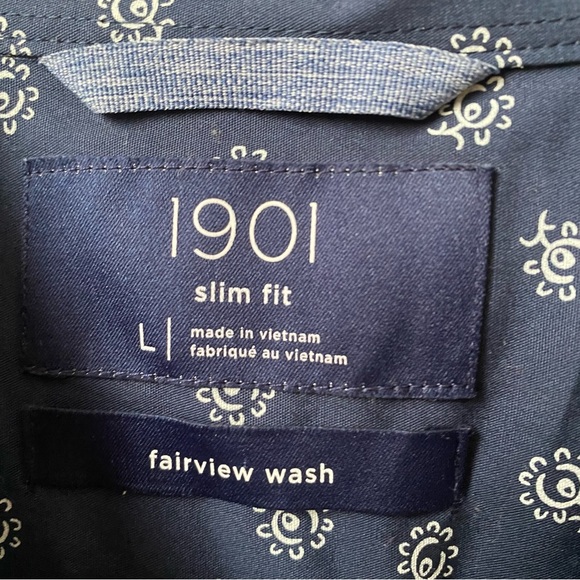 1901
slim fit
L
made in vietnam
fabriqué au vietnam
fairview wash